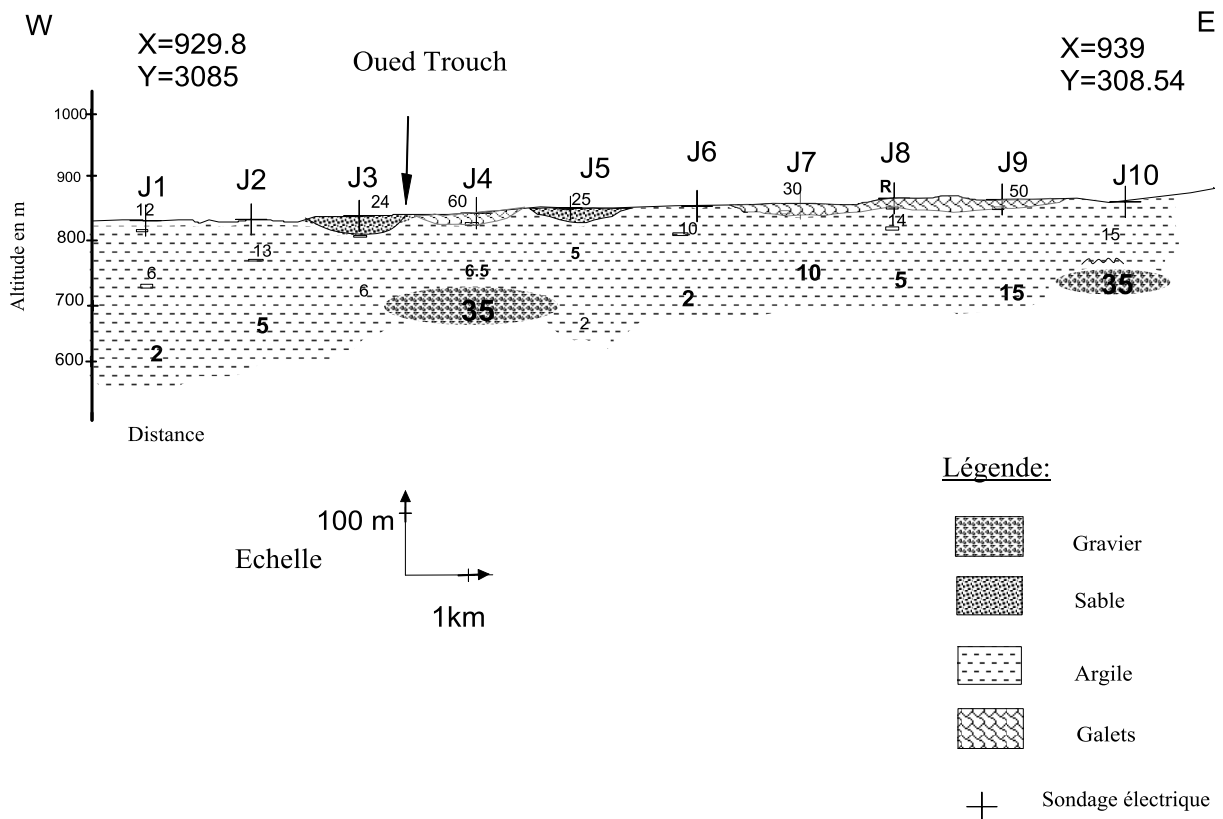 W
E
X=929.8
Y=3085
Oued Trouch
X=939
Y=308.54
1000
900
800
700
600
Altitude en m
J1
J2
J3
J4
J5
J6
J7
J8
J9
J10
12
24
60
25
30
R
50
13
10
14
15
6
6
5
6.5
2
10
5
15
35
35
5
2
2
Distance
Echelle
100 m
1km
Légende:
Gravier
Sable
Argile
Galets
Sondage électrique